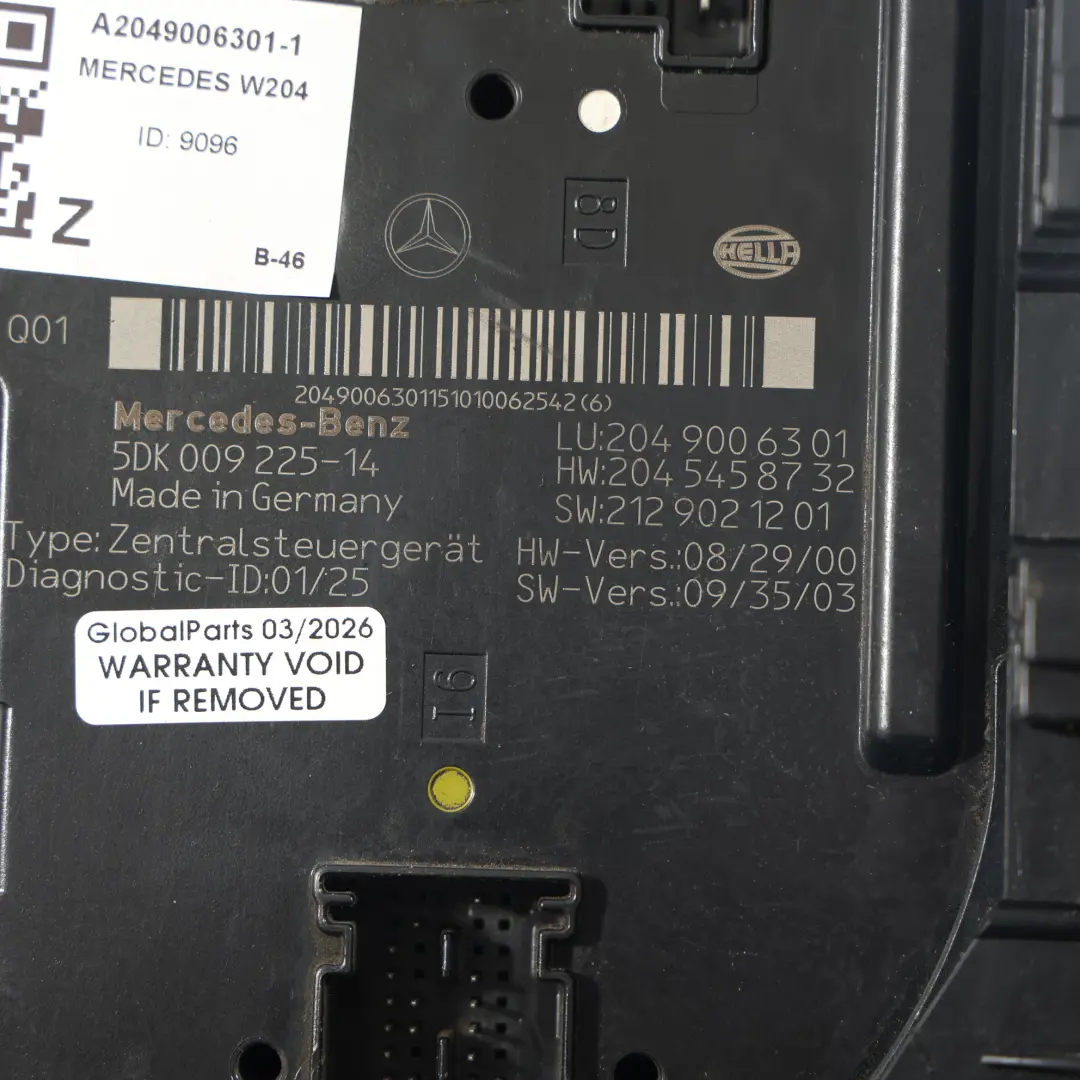 A2049006301-1
MERCEDES W204
ID: 9096
Z
B-46
8D
HELLA
Q01
2049006301151010062542(6)
Mercedes-Benz
5DK 009 225-14
Made in Germany
Type: Zentralsteuergerät
Diagnostic-ID:01/25
LU:204 900 63 01
HW:204 545 87 32
SW:212 902 12 01
HW-Vers.:08/29/00
SW-Vers.:09/35/03
GlobalParts 03/2026
WARRANTY VOID
IF REMOVED